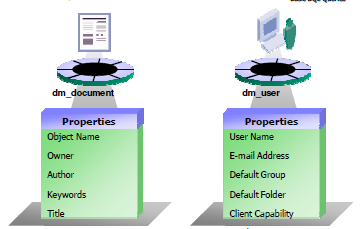 dm_document
Properties
Object Name
Owner
Author
Keywords
Title
dm_user
Properties
User Name
E-mail Address
Default Group
Default Folder
Client Capability